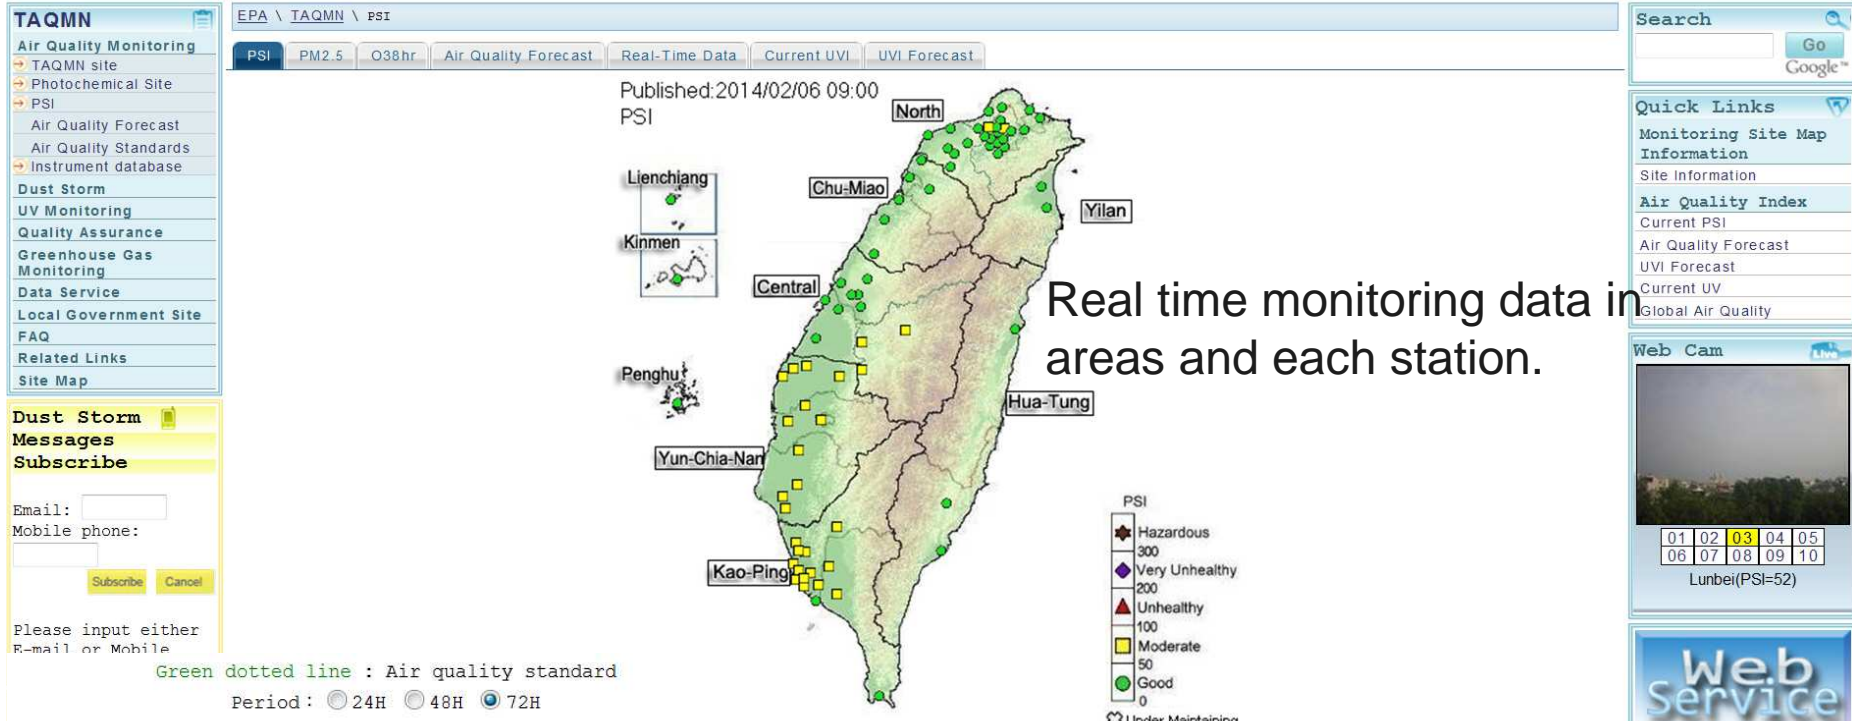 TAQMN
Air Quality Monitoring
TAQMN site
Photochemical Site
PSI
Air Quality Forecast
Air Quality Standards
Instrument database
Dust Storm
UV Monitoring
Quality Assurance
Greenhouse Gas
Monitoring
Data Service
Local Government Site
FAQ
Related Links
Site Map
Dust Storm
Messages
Subscribe
Email:
Mobile phone:
Subscribe Cancel
Please input either
E-mail or Mobile
EPA \ TAQMN \ PSI
PSI PM2.5 O38hr Air Quality Forecast Real-Time Data Current UVI UVI Forecast
Published:2014/02/06 09:00
PSI
North
Lienchiang
Chu-Miao
Yilan
Kinmen
Central
Real time monitoring data in
areas and each station.
Penghu
Hua-Tung
Yun-Chia-Nan
Kao-Ping
PSI
Hazardous
300
Very Unhealthy
200
Unhealthy
100
Moderate
50
Good
0
Under Maintaining
Green dotted line : Air quality standard
Period : 24H 48H 72H
Search
Go
Google™
Quick Links
Monitoring Site Map
Information
Site Information
Air Quality Index
Current PSI
Air Quality Forecast
UVI Forecast
Current UV
Global Air Quality
Web Cam
Live
01 02 03 04 05
06 07 08 09 10
Lunbei(PSI=52)
Web
Service